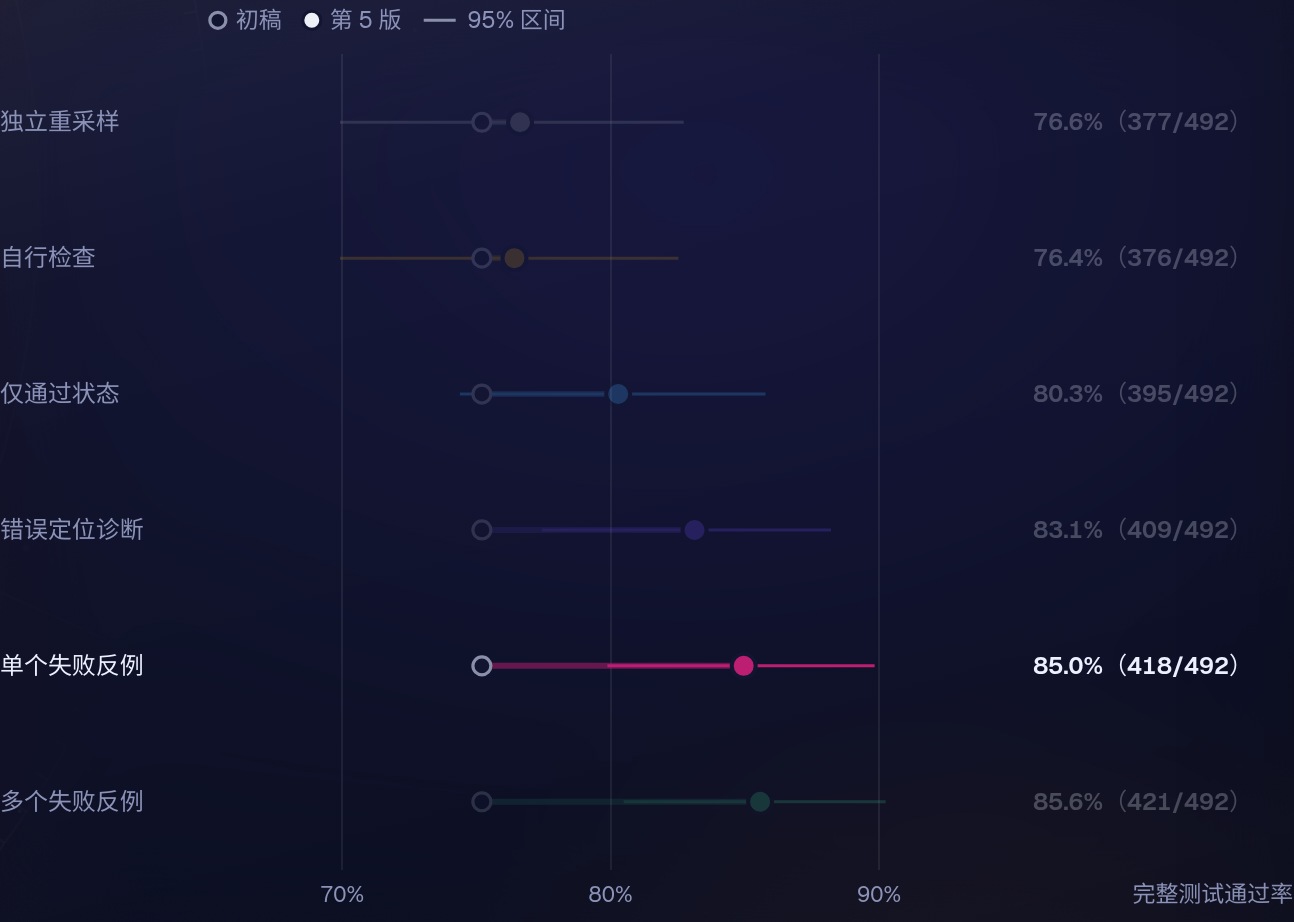 初稿 第 5 版 95% 区间
独立重采样 76.6%（377/492）
自行检查 76.4%（376/492）
仅通过状态 80.3%（395/492）
错误定位诊断 83.1%（409/492）
单个失败反例 85.0%（418/492）
多个失败反例 85.6%（421/492）
70% 80% 90% 完整测试通过率